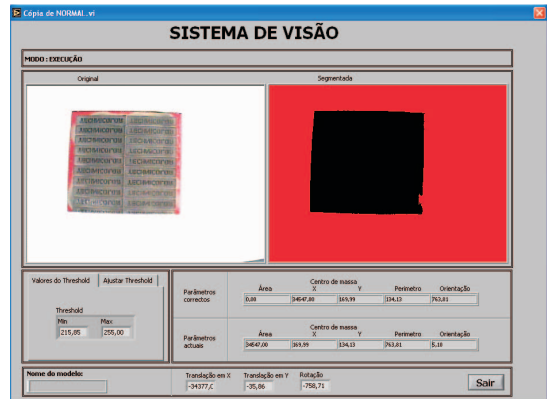 Cópia de NORMAL.vi
SISTEMA DE VISÃO
MODO : EXECUÇÃO
Original
Segmentada
Valores do Threshold
Ajustar Threshold
Threshold
Min
Max
215,85
255,00
Parâmetros correctos
Área
Centro de massa
X
Y
Perímetro
Orientação
0,00
34547,00
169,99
134,13
763,81
Parâmetros actuais
Área
Centro de massa
X
Y
Perímetro
Orientação
34547,00
169,99
134,13
763,81
5,10
Nome do modelo:
Translação em X
Translação em Y
Rotação
-34377,0
-35,86
-758,71
Sair